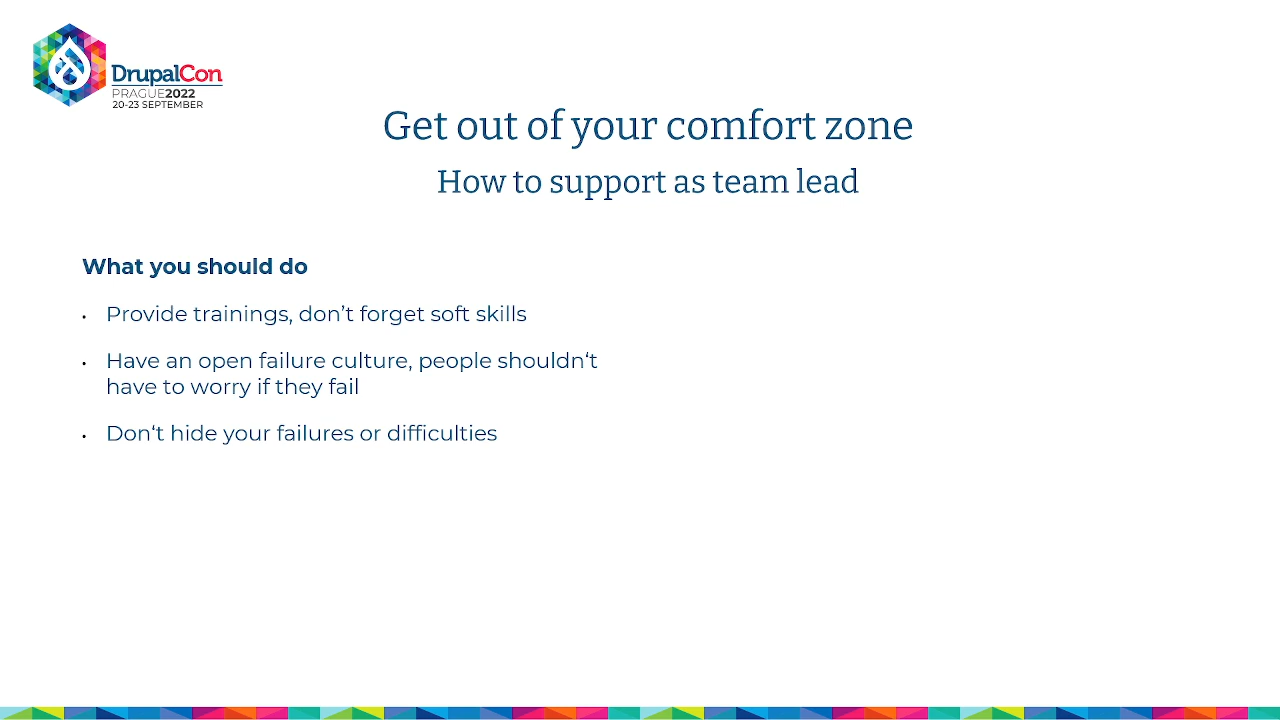 DrupalCon
PRAGUE2022
20-23 SEPTEMBER
Get out of your comfort zone
How to support as team lead
What you should do
• Provide trainings, don’t forget soft skills
• Have an open failure culture, people shouldn‘t
have to worry if they fail
• Don‘t hide your failures or difficulties